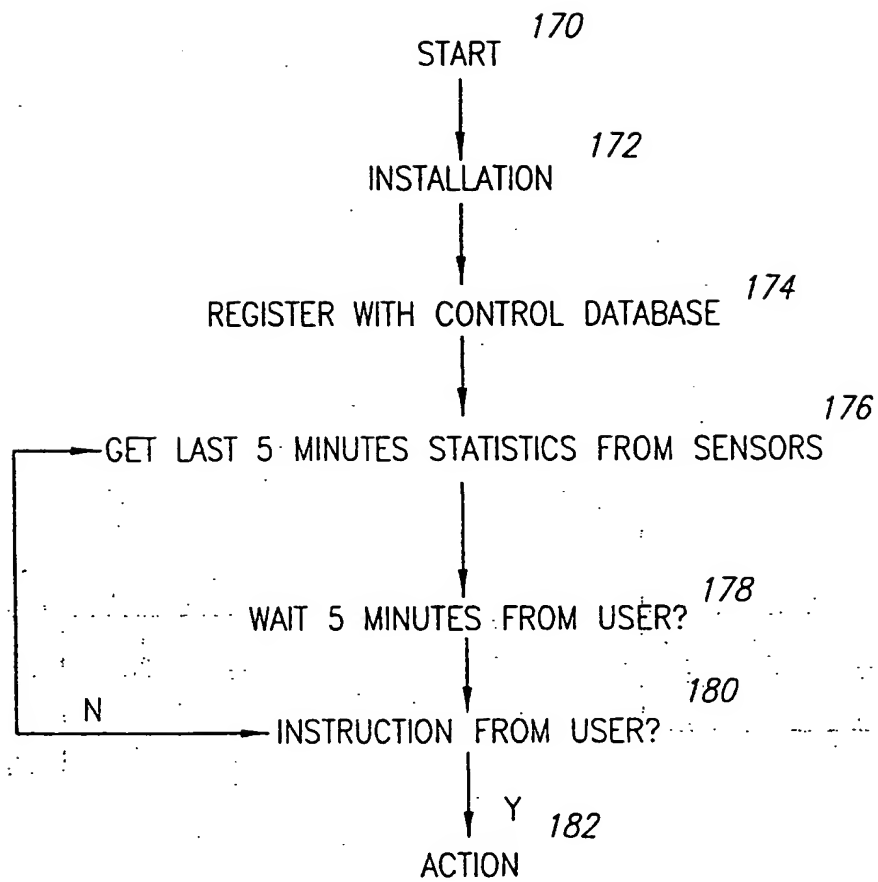 170
START
172
INSTALLATION
174
REGISTER WITH CONTROL DATABASE
176
GET LAST 5 MINUTES STATISTICS FROM SENSORS
178
WAIT 5 MINUTES FROM USER?
180
N
INSTRUCTION FROM USER?
Y
182
ACTION